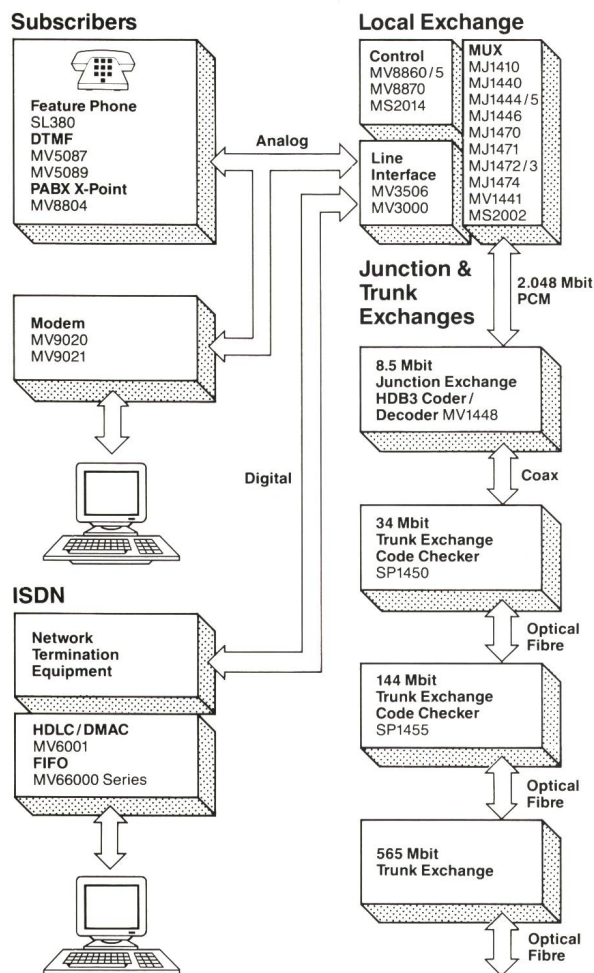 Subscribers
Feature Phone
SL380
DTMF
MV5087
MV5089
PABX X-Point
MV8804
Modem
MV9020
MV9021
ISDN
Network
Termination
Equipment
HDLC/DMAC
MV6001
FIFO
MV66000 Series
Analog
Digital
Local Exchange
Control
MV8860/5
MV8870
MS2014
Line
Interface
MV3506
MV3000
MUX
MJ1410
MJ1440
MJ1444/5
MJ1446
MJ1470
MJ1471
MJ1472/3
MJ1474
MV1441
MS2002
Junction &
Trunk
Exchanges
2.048 Mbit
PCM
8.5 Mbit
Junction Exchange
HDB3 Coder/
Decoder MV1448
Coax
34 Mbit
Trunk Exchange
Code Checker
SP1450
Optical
Fibre
144 Mbit
Trunk Exchange
Code Checker
SP1455
Optical
Fibre
565 Mbit
Trunk Exchange
Optical
Fibre